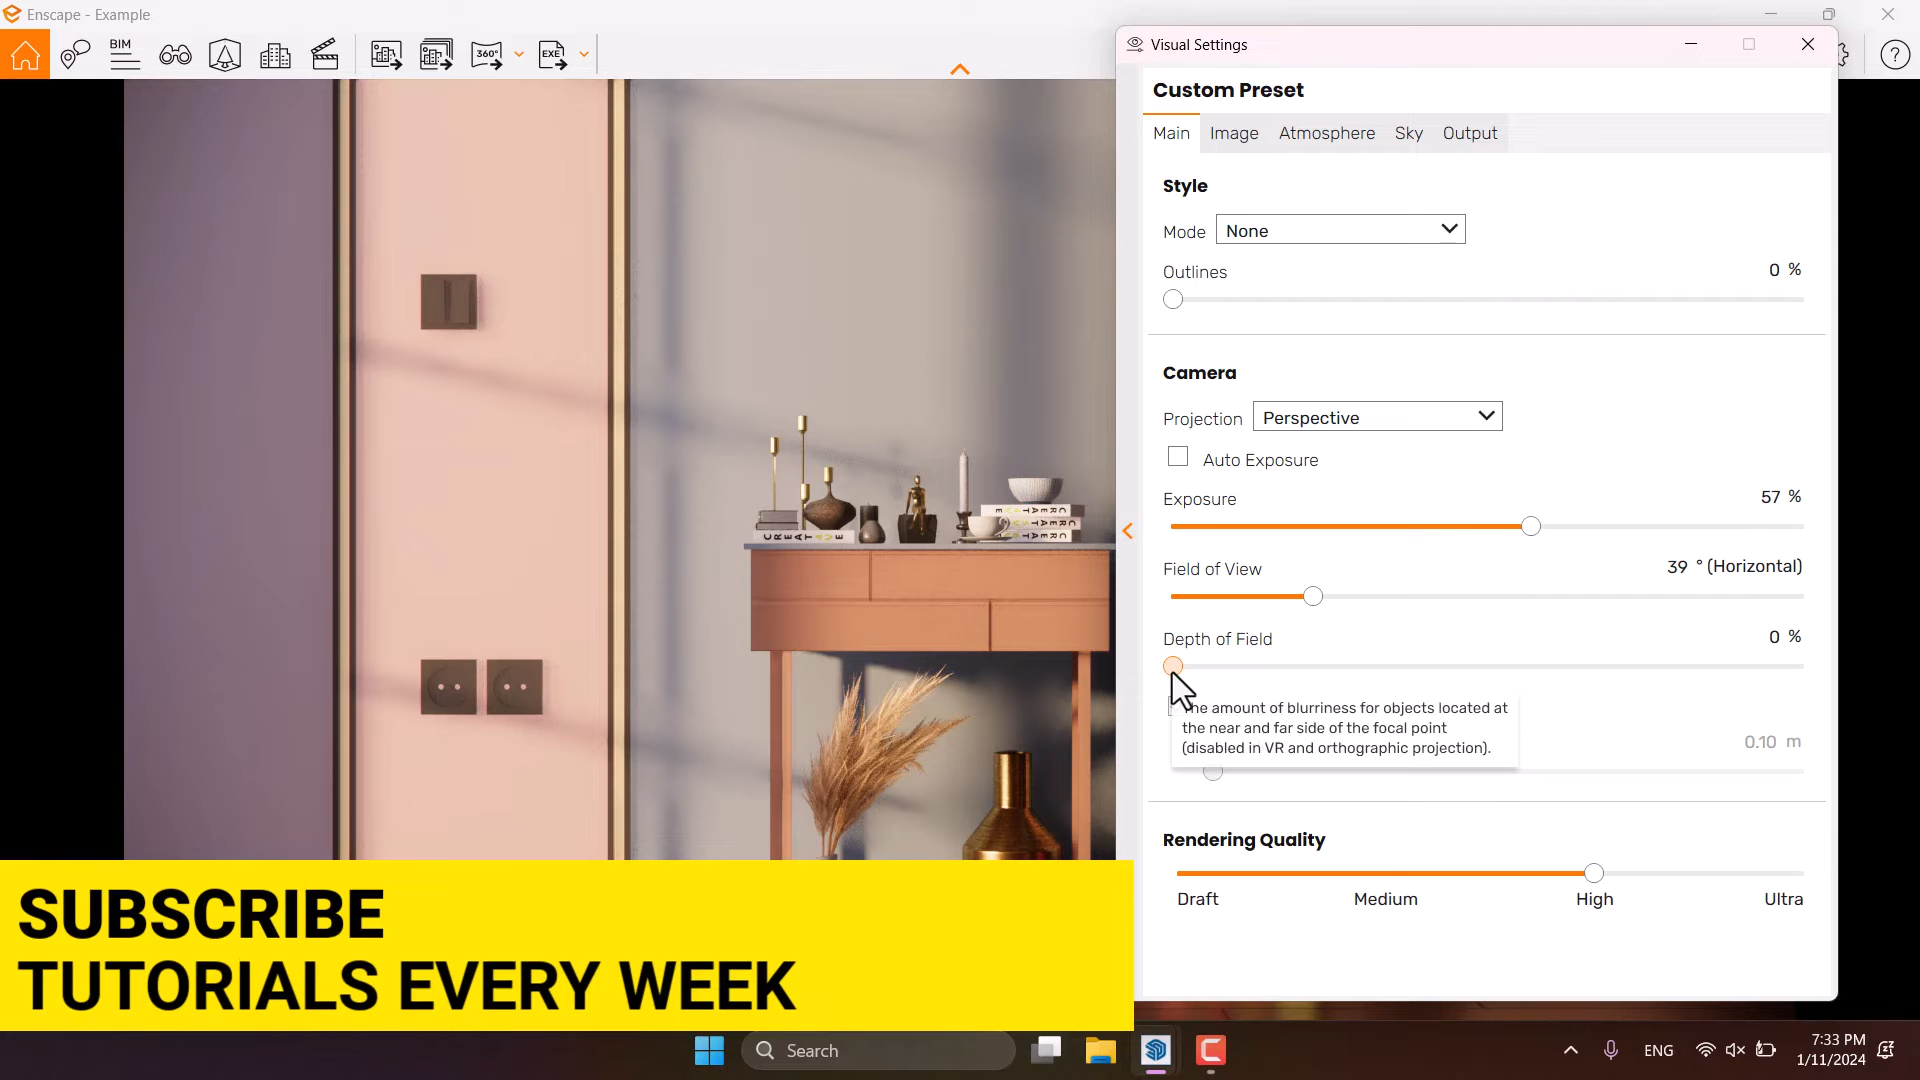 Enscape - Example
BIM
360°
EXE
?
Visual Settings
Custom Preset
Main Image Atmosphere Sky Output
Style
Mode None
Outlines 0 %
Camera
Projection Perspective
Auto Exposure
Exposure 57 %
Field of View 39 ° (Horizontal)
Depth of Field 0 %
he amount of blurriness for objects located at
the near and far side of the focal point
(disabled in VR and orthographic projection).
0.10 m
Rendering Quality
Draft Medium High Ultra
SUBSCRIBE
TUTORIALS EVERY WEEK
Search
ENG
7:33 PM
1/11/2024